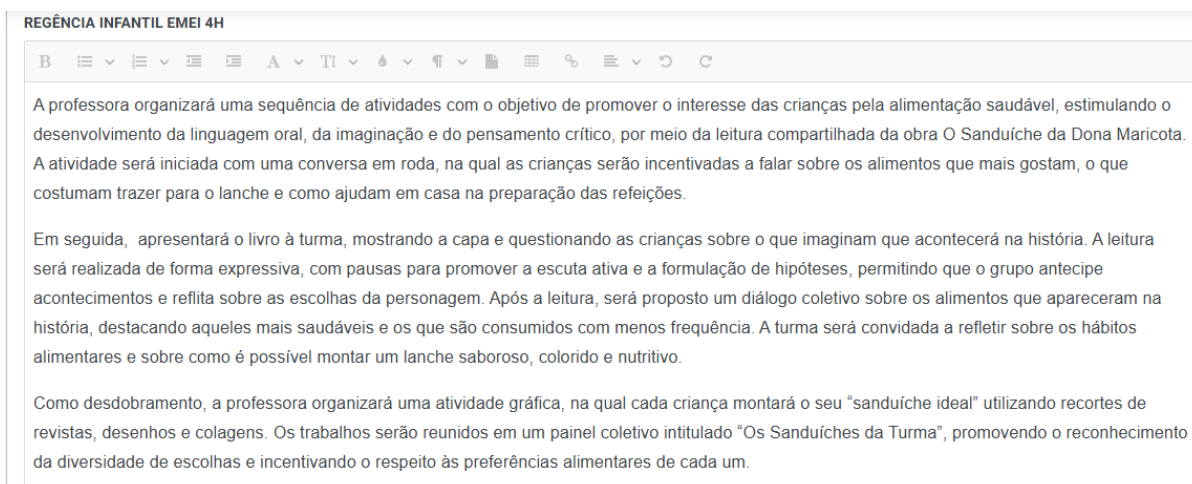 REGÊNCIA INFANTIL EMEI 4H
A professora organizará uma sequência de atividades com o objetivo de promover o interesse das crianças pela alimentação saudável, estimulando o
desenvolvimento da linguagem oral, da imaginação e do pensamento crítico, por meio da leitura compartilhada da obra O Sanduíche da Dona Maricota.
A atividade será iniciada com uma conversa em roda, na qual as crianças serão incentivadas a falar sobre os alimentos que mais gostam, o que
costumam trazer para o lanche e como ajudam em casa na preparação das refeições.
Em seguida,  apresentará o livro à turma, mostrando a capa e questionando as crianças sobre o que imaginam que acontecerá na história. A leitura
será realizada de forma expressiva, com pausas para promover a escuta ativa e a formulação de hipóteses, permitindo que o grupo antecipe
acontecimentos e reflita sobre as escolhas da personagem. Após a leitura, será proposto um diálogo coletivo sobre os alimentos que apareceram na
história, destacando aqueles mais saudáveis e os que são consumidos com menos frequência. A turma será convidada a refletir sobre os hábitos
alimentares e sobre como é possível montar um lanche saboroso, colorido e nutritivo.
Como desdobramento, a professora organizará uma atividade gráfica, na qual cada criança montará o seu “sanduíche ideal” utilizando recortes de
revistas, desenhos e colagens. Os trabalhos serão reunidos em um painel coletivo intitulado “Os Sanduíches da Turma”, promovendo o reconhecimento
da diversidade de escolhas e incentivando o respeito às preferências alimentares de cada um.